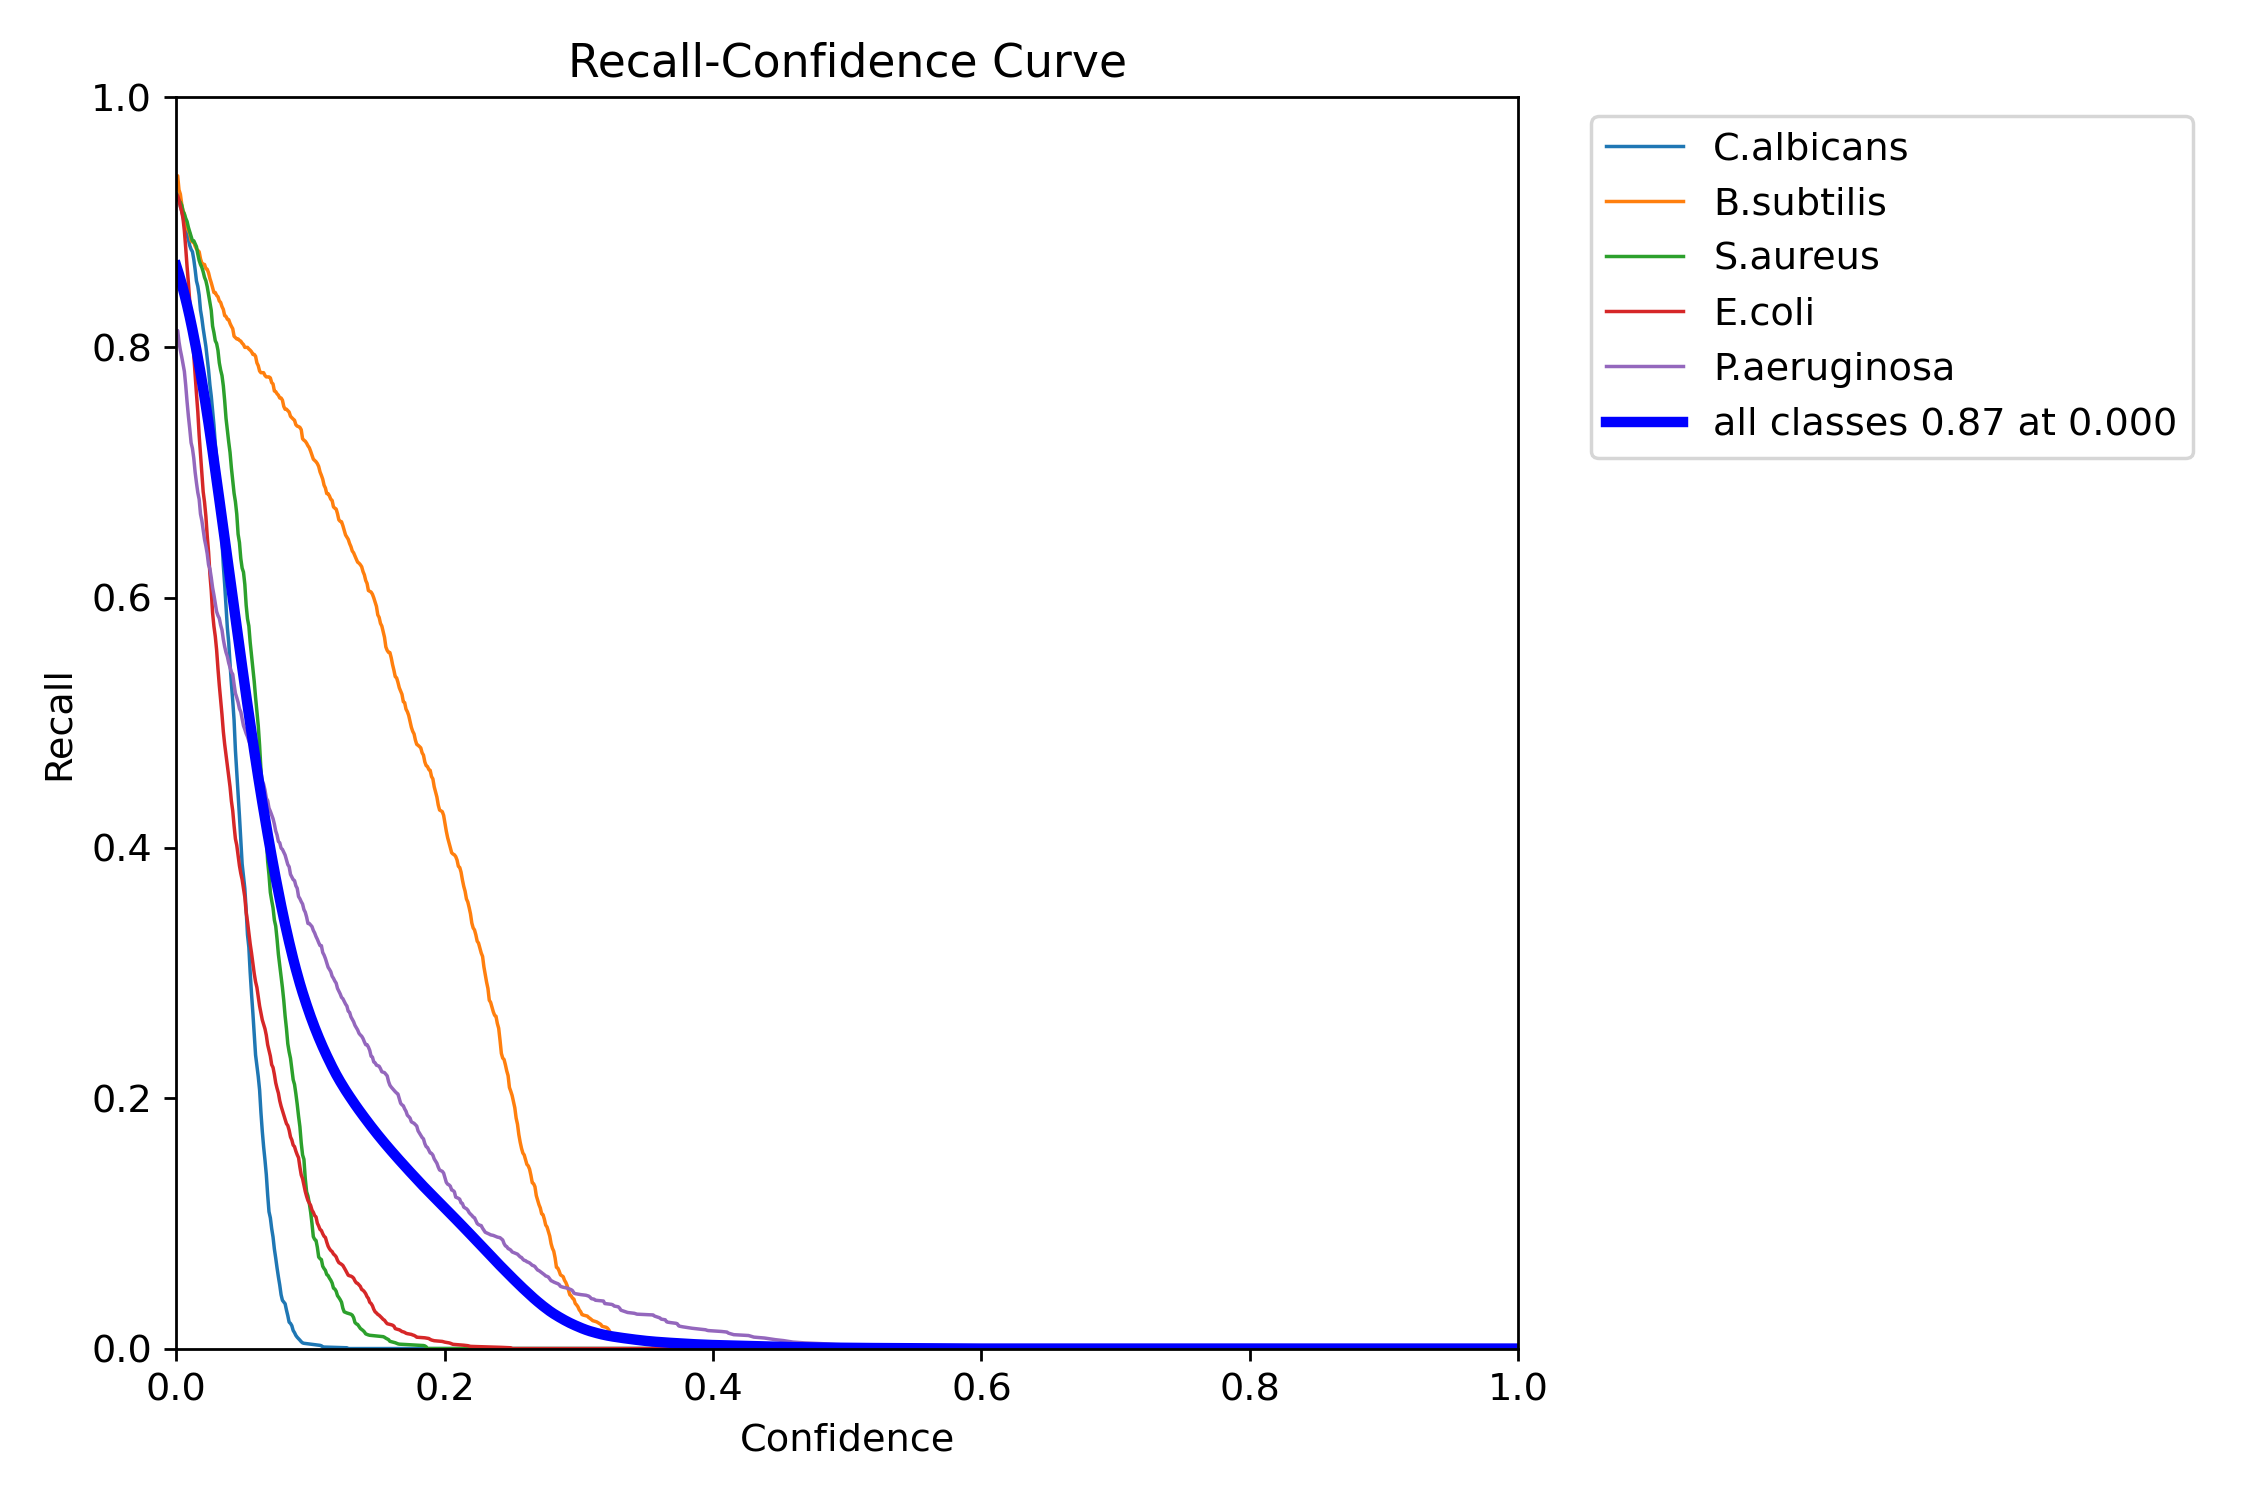 Recall-Confidence Curve
1.0
0.8
0.6
0.4
0.2
0.0
Recall
0.0 0.2 0.4 0.6 0.8 1.0
Confidence
C.albicans
B.subtilis
S.aureus
E.coli
P.aeruginosa
all classes 0.87 at 0.000